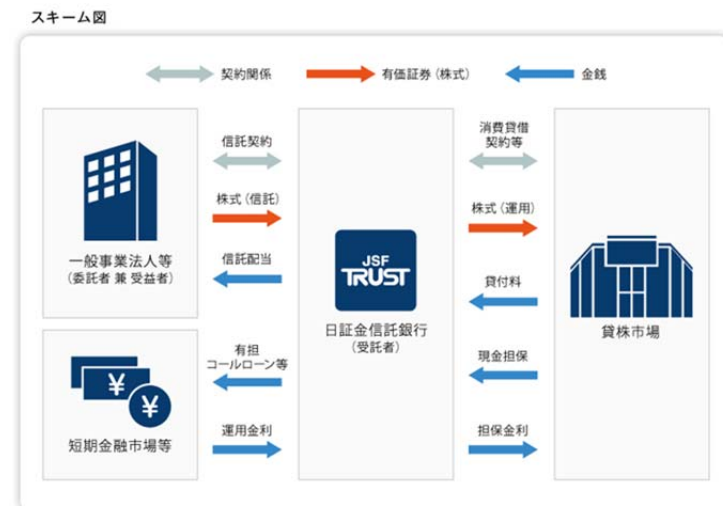 スキーム図
契約関係
有価証券(株式)
金銭
一般事業法人等
(委託者 兼 受益者)
信託契約
株式(信託)
信託配当
JSF
TRUST
日証金信託銀行
(受託者)
消費貸借
契約等
株式(運用)
貸付料
現金担保
担保金利
貸株市場
有担
コールローン等
運用金利
¥
¥
短期金融市場等